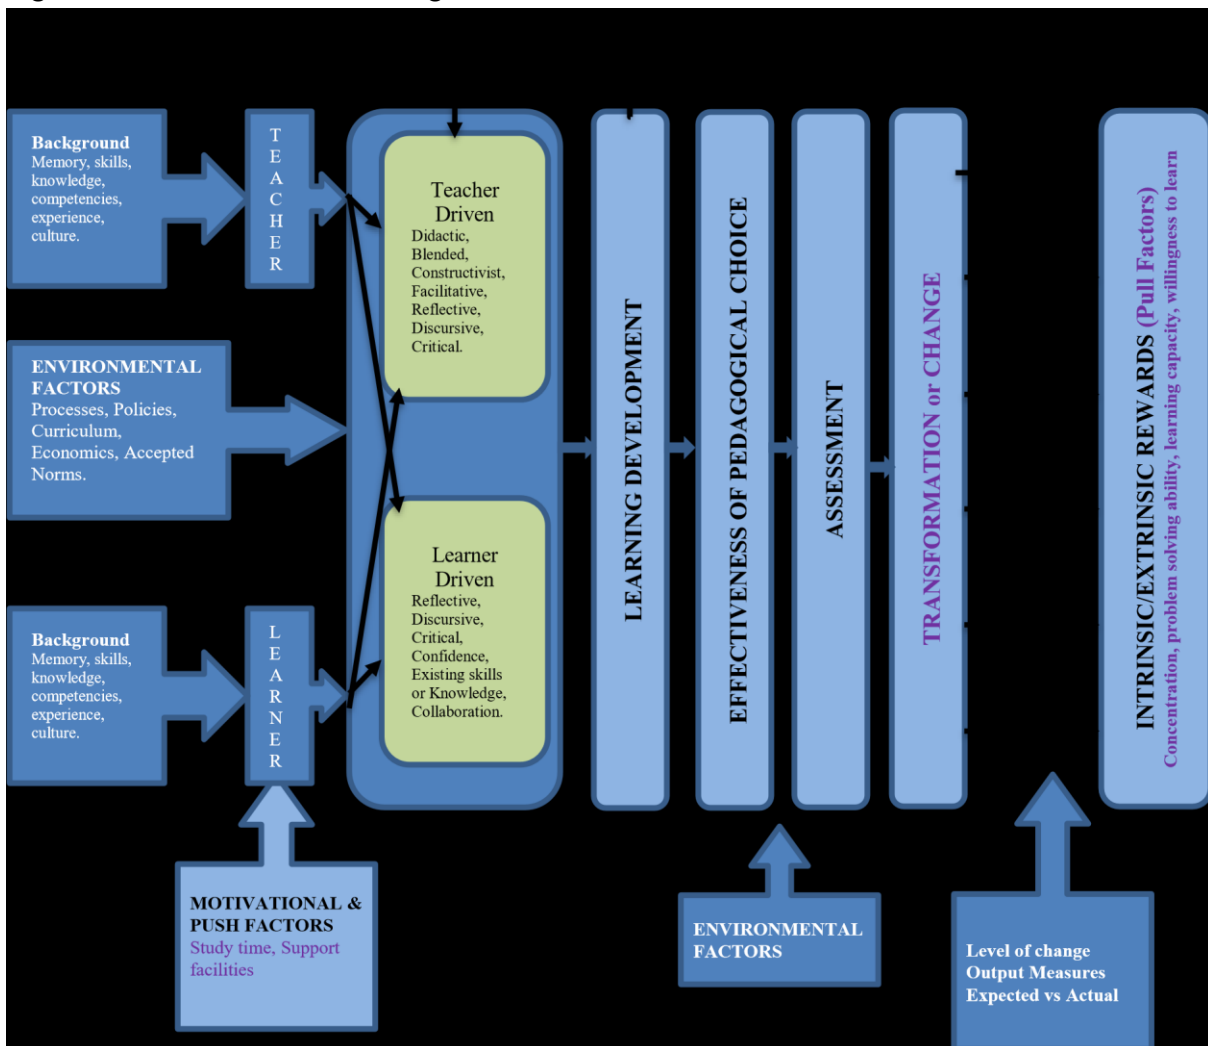 Background
Memory, skills,
knowledge,
competencies,
experience,
culture.
TEACHER
Teacher
Driven
Didactic,
Blended,
Constructivist,
Facilitative,
Reflective,
Discursive,
Critical.
ENVIRONMENTAL
FACTORS
Processes, Policies,
Curriculum,
Economics, Accepted
Norms.
Background
Memory, skills,
knowledge,
competencies,
experience,
culture.
LEARNER
Learner
Driven
Reflective,
Discursive,
Critical,
Confidence,
Existing skills
or Knowledge,
Collaboration.
LEARNING DEVELOPMENT
EFFECTIVENESS OF PEDAGOGICAL CHOICE
ASSESSMENT
TRANSFORMATION or CHANGE
INTRINSIC/EXTRINSIC REWARDS (Pull Factors)
Concentration, problem solving ability, learning capacity, willingness to learn
MOTIVATIONAL &
PUSH FACTORS
Study time, Support
facilities
ENVIRONMENTAL
FACTORS
Level of change
Output Measures
Expected vs Actual